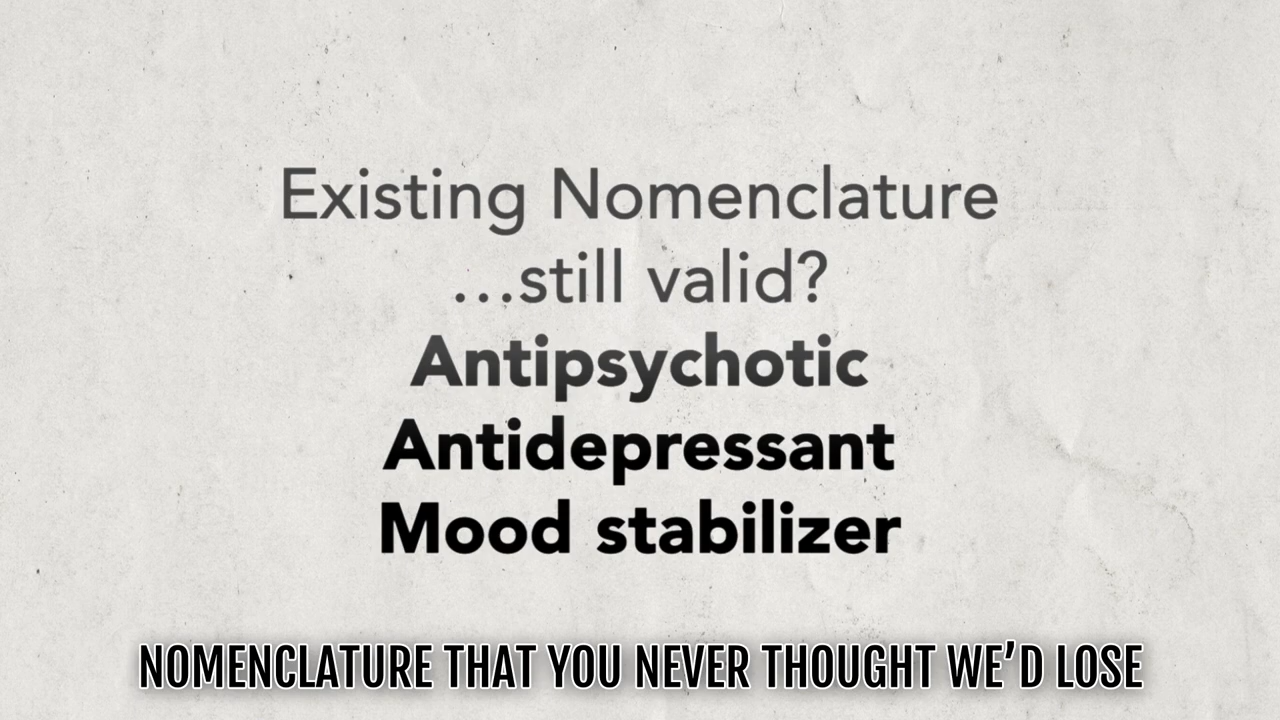 Existing Nomenclature
…still valid?
Antipsychotic
Antidepressant
Mood stabilizer
NOMENCLATURE THAT YOU NEVER THOUGHT WE’D LOSE